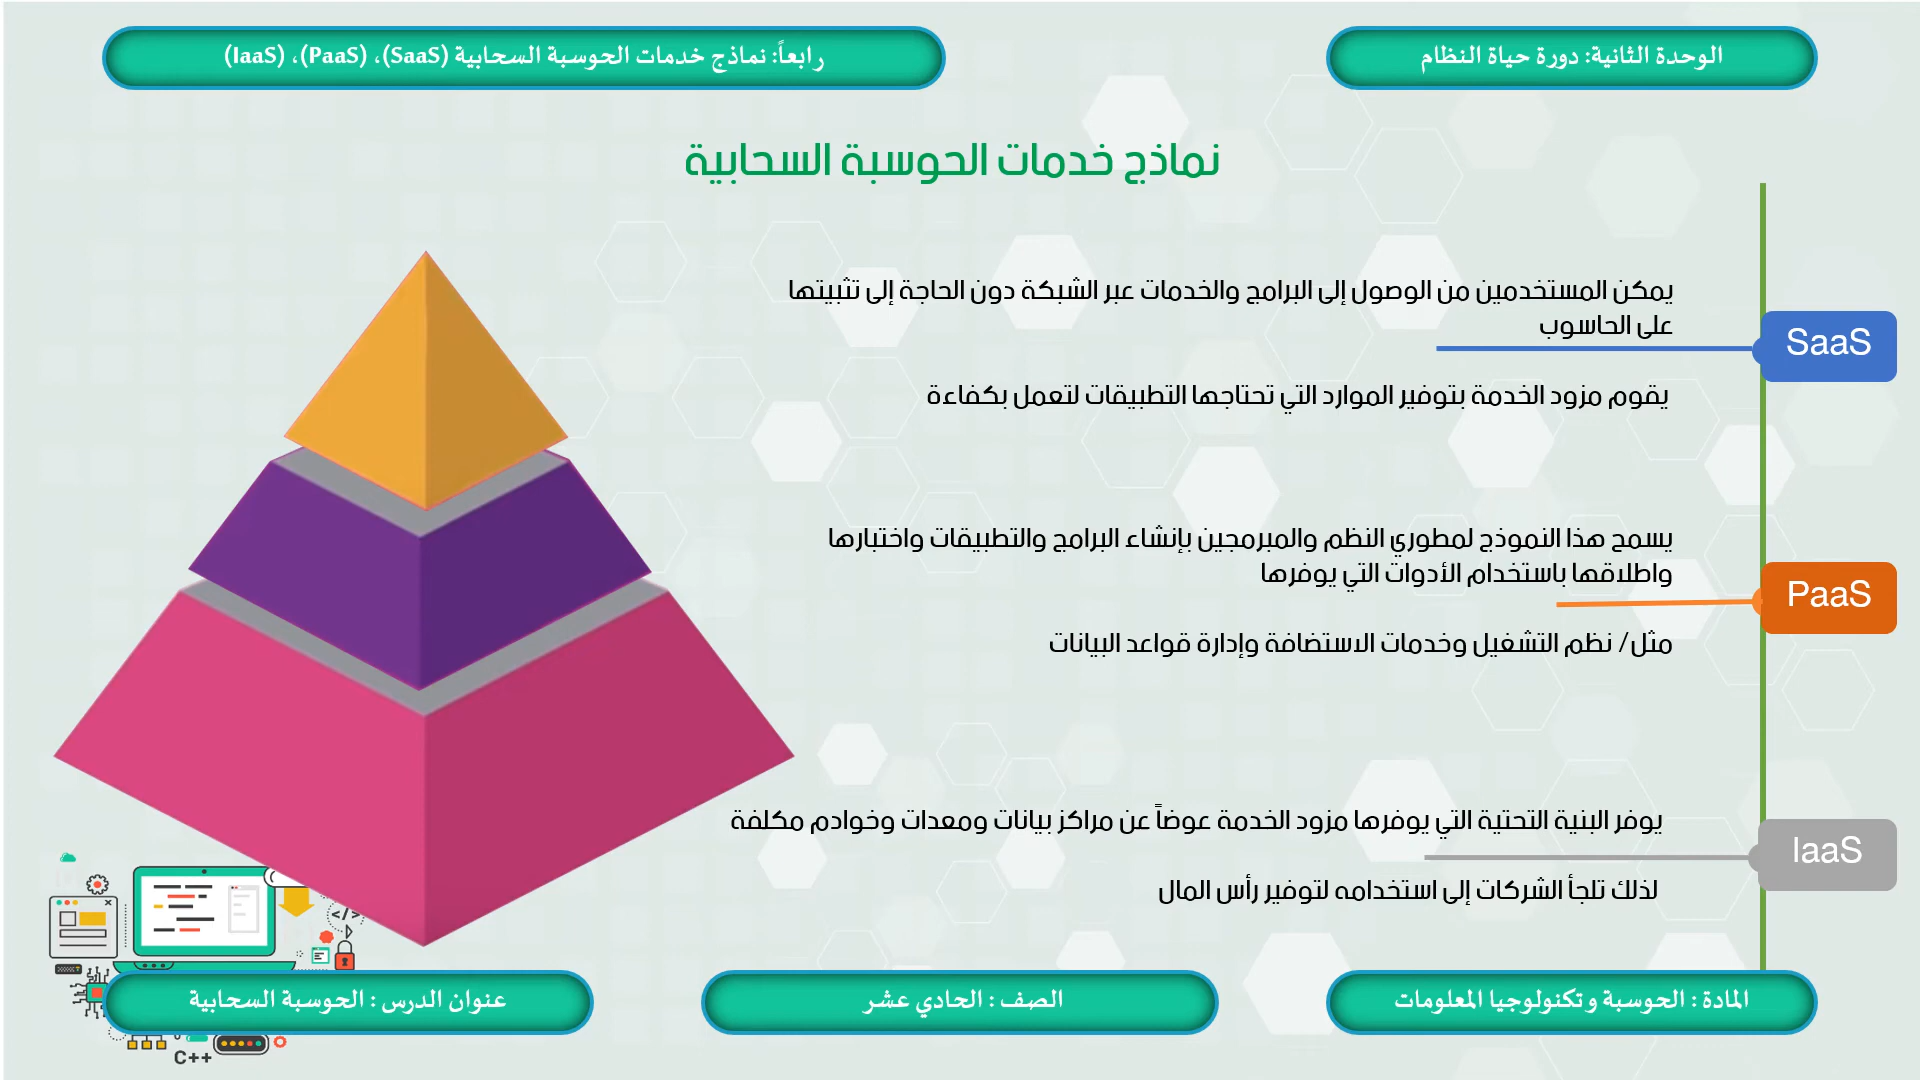 الوحدة الثانية: دورة حياة النظام
رابعاً: نماذج خدمات الحوسبة السحابية (SaaS)، (PaaS)، (IaaS)
نماذج خدمات الحوسبة السحابية
يمكن المستخدمين من الوصول إلى البرامج والخدمات عبر الشبكة دون الحاجة إلى تثبيتها
على الحاسوب
SaaS
يقوم مزود الخدمة بتوفير الموارد التي تحتاجها التطبيقات لتعمل بكفاءة
يسمح هذا النموذج لمطوري النظم والمبرمجين بإنشاء البرامج والتطبيقات واختبارها
واطلاقها باستخدام الأدوات التي يوفرها
PaaS
مثل/ نظم التشغيل وخدمات الاستضافة وإدارة قواعد البيانات
يوفر البنية التحتية التي يوفرها مزود الخدمة عوضاً عن مراكز بيانات ومعدات وخوادم مكلفة
IaaS
لذلك تلجأ الشركات إلى استخدامه لتوفير رأس المال
</>
المادة : الحوسبة وتكنولوجيا المعلومات
الصف : الحادي عشر
عنوان الدرس : الحوسبة السحابية
C++